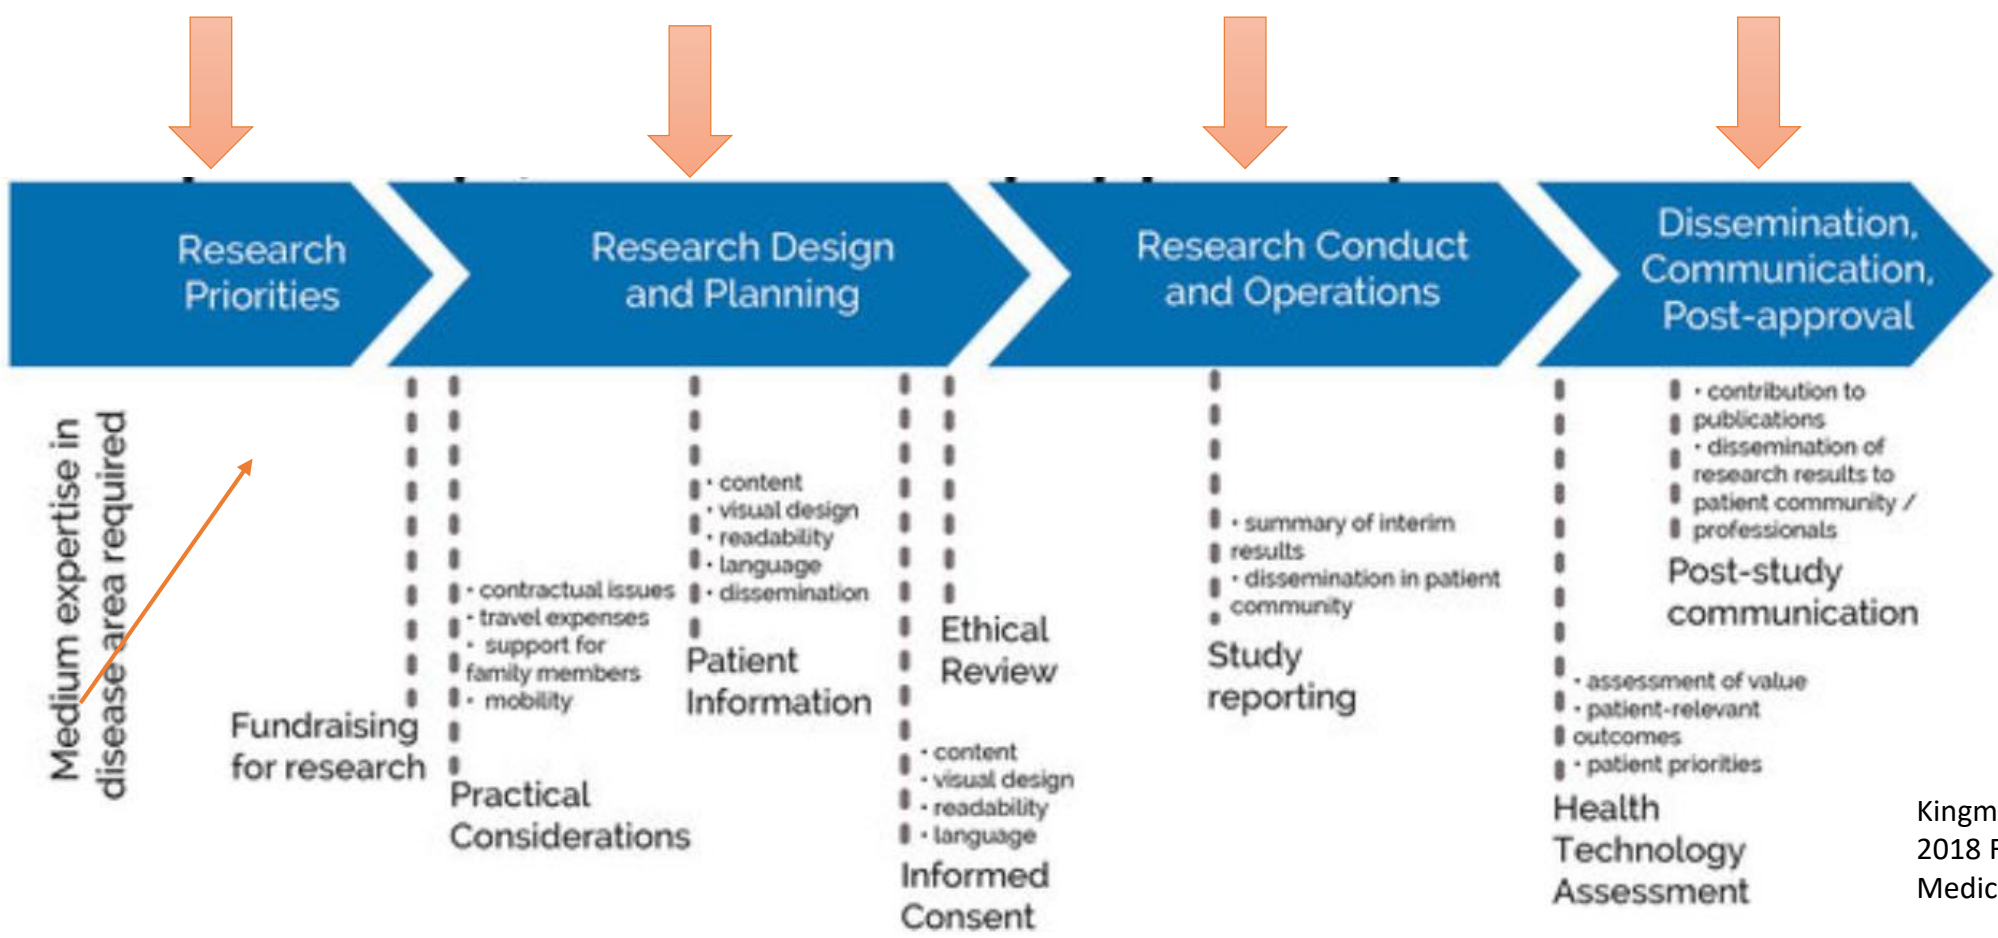 Research
Priorities
Research Design
and Planning
Research Conduct
and Operations
Dissemination,
Communication,
Post-approval
Medium expertise in
disease area required
Fundraising
for research
• contractual issues
• travel expenses
• support for
family members
• mobility
Practical
Considerations
• content
• visual design
• readability
• language
• dissemination
Patient
Information
• content
• visual design
• readability
• language
Informed
Consent
Ethical
Review
• summary of interim
results
• dissemination in patient
community
Study
reporting
• assessment of value
• patient-relevant
outcomes
• patient priorities
Health
Technology
Assessment
• contribution to
publications
• dissemination of
research results to
patient community /
professionals
Post-study
communication
Kingm
2018 F
Medic